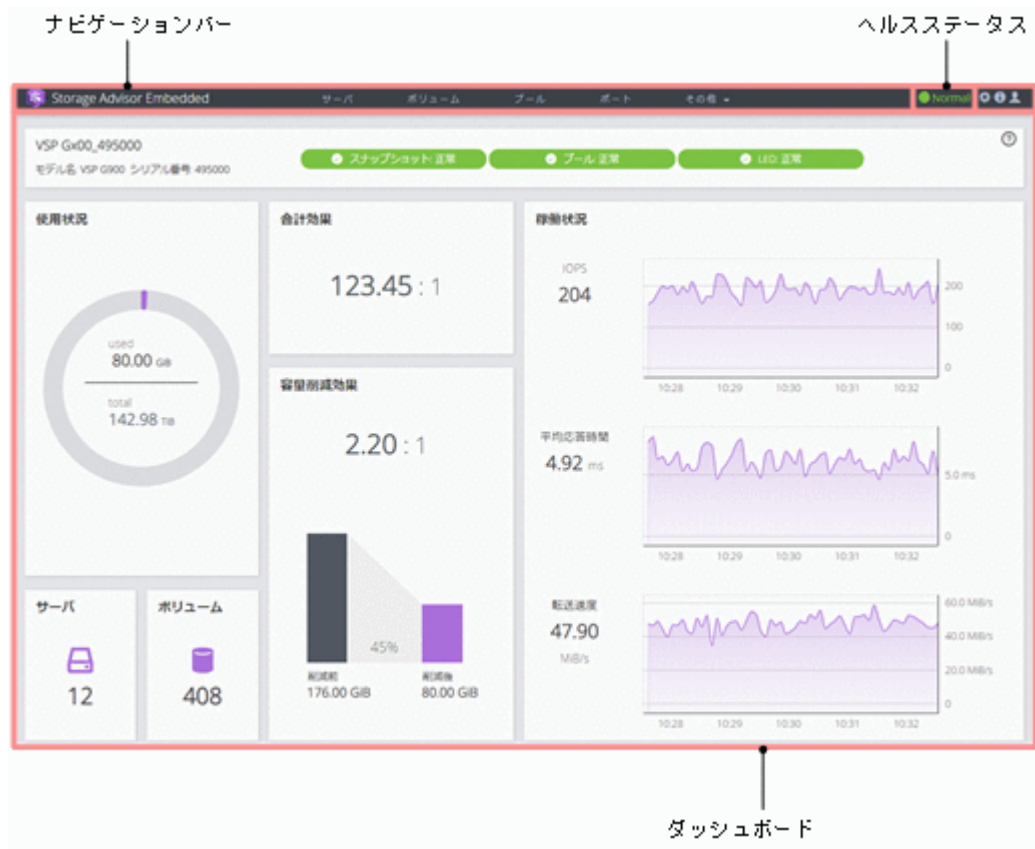 ナビゲーションバー
ヘルスステータス
Storage Advisor Embedded
サーバ
ボリューム
プール
ポート
その他
Normal
VSP Gx00_495000
モデル名: VSP G900 シリアル番号: 495000
スナップショット: 正常
プール: 正常
LED: 正常
使用状況
used
80.00 GiB
total
142.98 TiB
合計効果
123.45 : 1
容量削減効果
2.20 : 1
45%
削減前
176.00 GiB
削減後
80.00 GiB
サーバ
12
ボリューム
408
稼働状況
IOPS
204
200
100
0
10:28 10:29 10:30 10:31 10:32
平均応答時間
4.92 ms
5.0 ms
0
10:28 10:29 10:30 10:31 10:32
転送速度
47.90
MiB/s
60.0 MiB/s
40.0 MiB/s
20.0 MiB/s
0
10:28 10:29 10:30 10:31 10:32
ダッシュボード